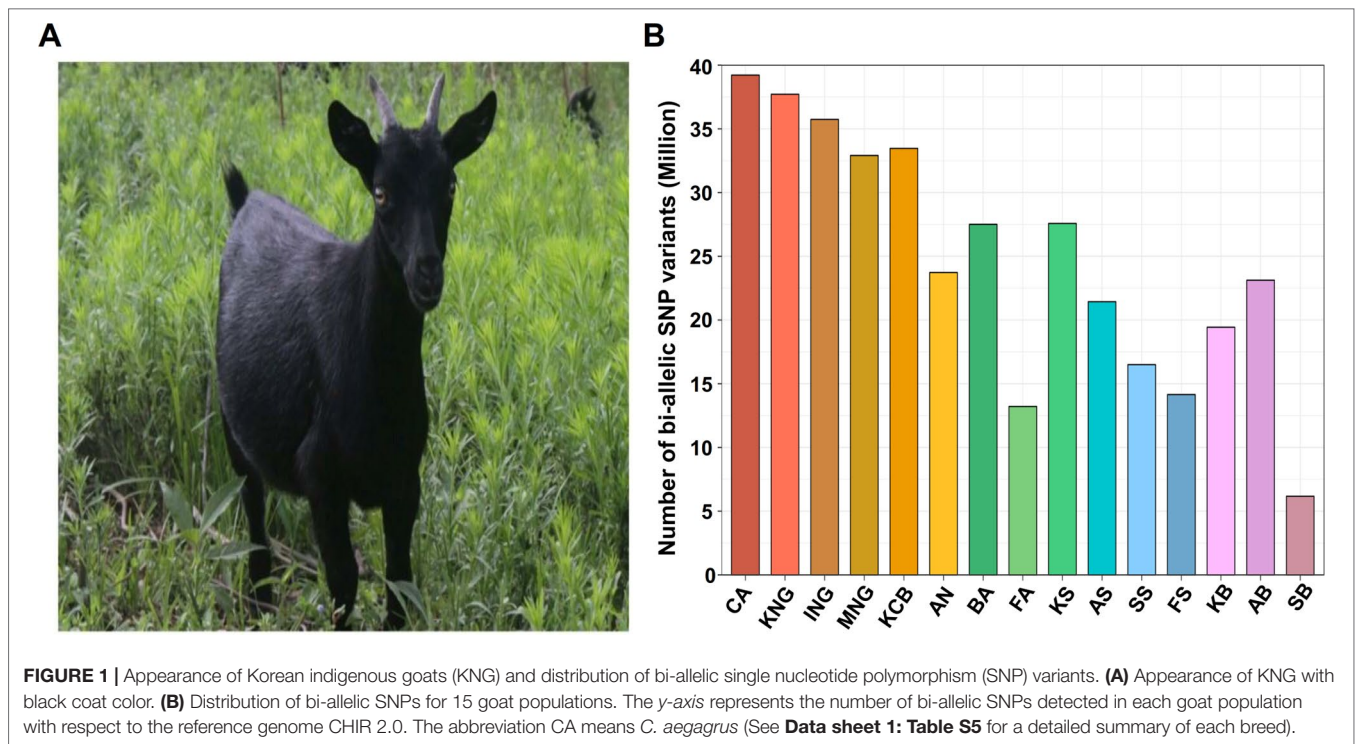 A
B
Number of bi-allelic SNP variants (Million)
40
35
30
25
20
15
10
5
0
CA
KNG
ING
MNG
KCB
AN
BA
FA
KS
AS
SS
FS
KB
AB
SB
FIGURE 1 | Appearance of Korean indigenous goats (KNG) and distribution of bi-allelic single nucleotide polymorphism (SNP) variants. (A) Appearance of KNG with
black coat color. (B) Distribution of bi-allelic SNPs for 15 goat populations. The y-axis represents the number of bi-allelic SNPs detected in each goat population
with respect to the reference genome CHIR 2.0. The abbreviation CA means C. aegagrus (See Data sheet 1: Table S5 for a detailed summary of each breed).